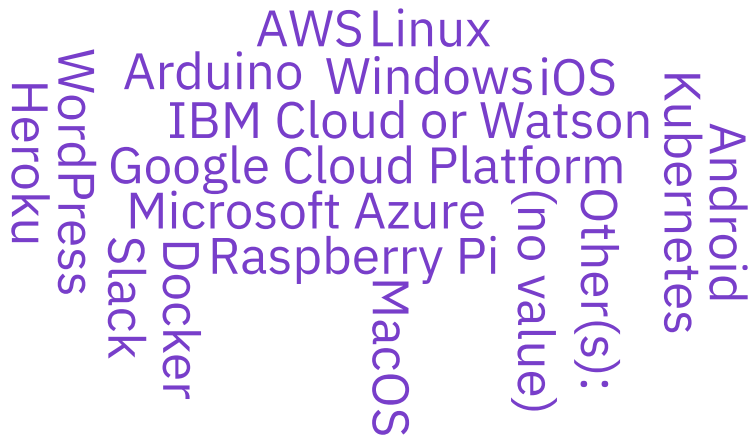 AWS
Linux
Arduino
Windows
iOS
IBM Cloud or Watson
Google Cloud Platform
Microsoft Azure
Raspberry Pi
Heroku
WordPress
Slack
Docker
MacOS
(no value)
Other(s):
Kubernetes
Android